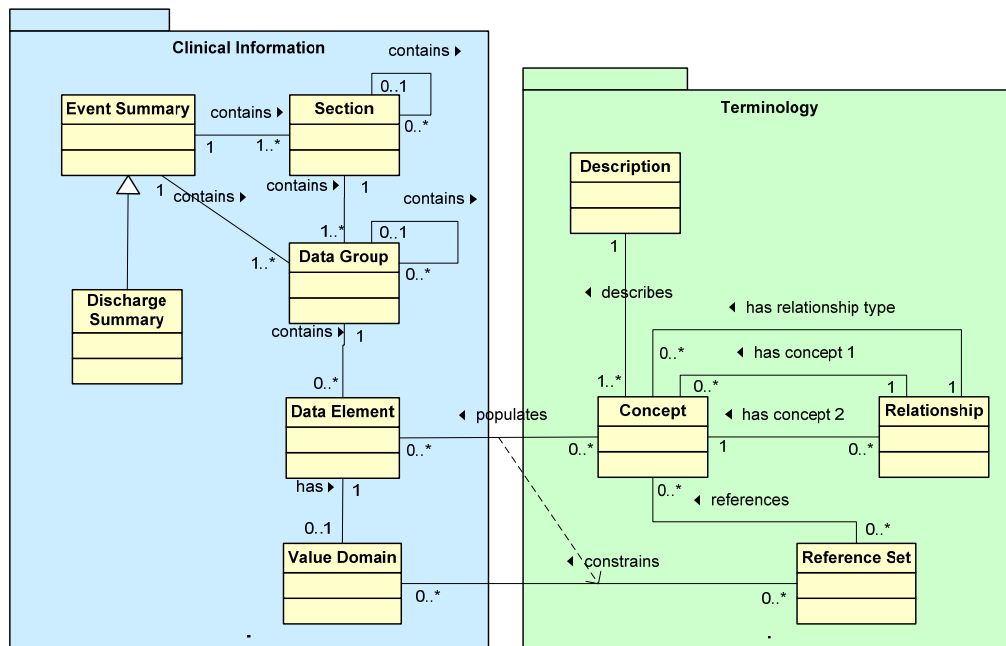 Clinical Information
contains ▸
0..1
Event Summary
contains ▸
Section
0..*
1
1..*
contains ▸
1
contains ▸
1
contains ▸
1..*
0..1
1..*
Data Group
0..*
Discharge
Summary
contains ▸
1
0..*
Data Element
0..*
has ▸
1
0..1
Value Domain
0..*
Terminology
Description
1
◂ describes
◂ has relationship type
0..*
◂ has concept 1
1..*
0..*
1
1
Concept
◂ has concept 2
Relationship
◂ populates
0..*
1
0..*
0..*
◂ references
0..*
◂ constrains
Reference Set
0..*